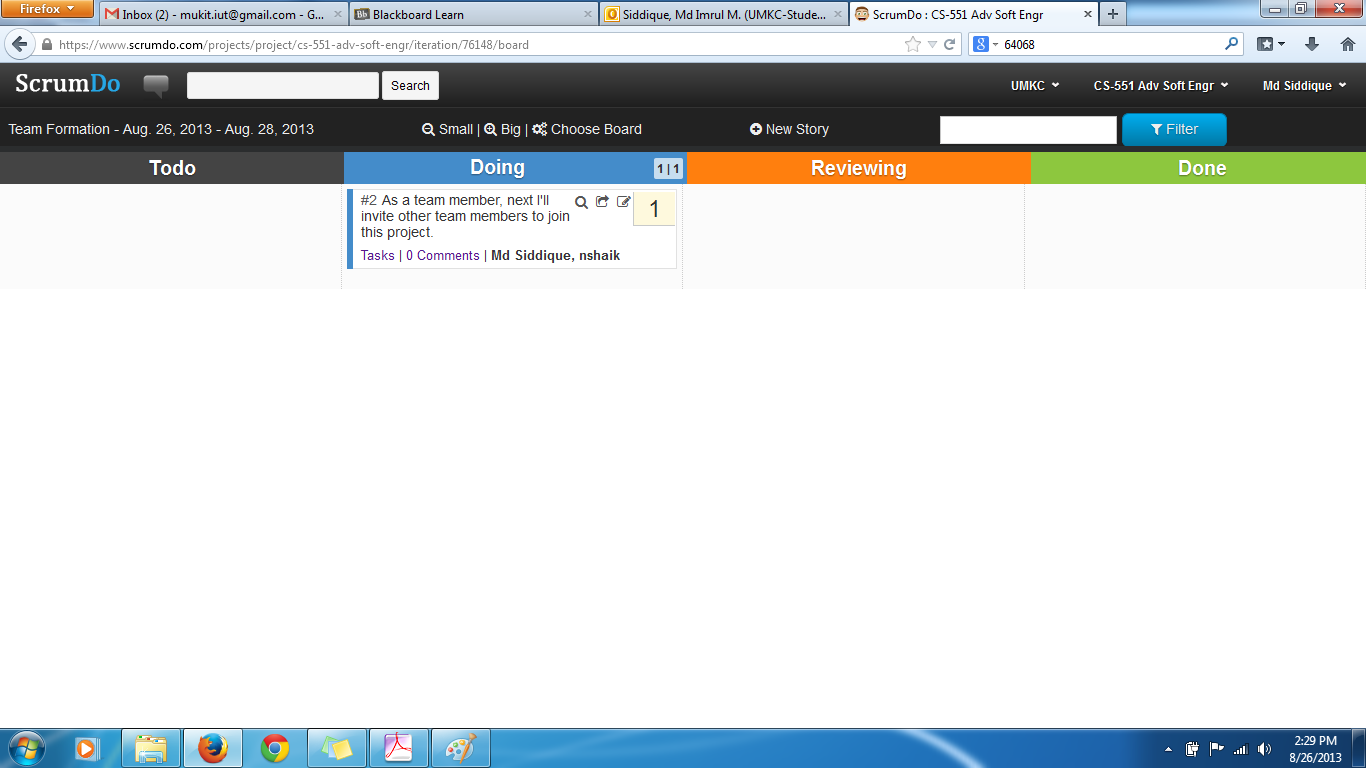 Firefox
Inbox (2) - mukit.iut@gmail.com - G...
Blackboard Learn
Siddique, Md Imrul M. (UMKC-Stude...
ScrumDo : CS-551 Adv Soft Engr
https://www.scrumdo.com/projects/project/cs-551-adv-soft-engr/iteration/76148/board
64068
ScrumDo
Search
UMKC
CS-551 Adv Soft Engr
Md Siddique
Team Formation - Aug. 26, 2013 - Aug. 28, 2013
Small | Big | Choose Board
New Story
Filter
Todo
Doing
1 | 1
Reviewing
Done
#2 As a team member, next I'll
invite other team members to join
this project.
1
Tasks | 0 Comments | Md Siddique, nshaik
2:29 PM
8/26/2013